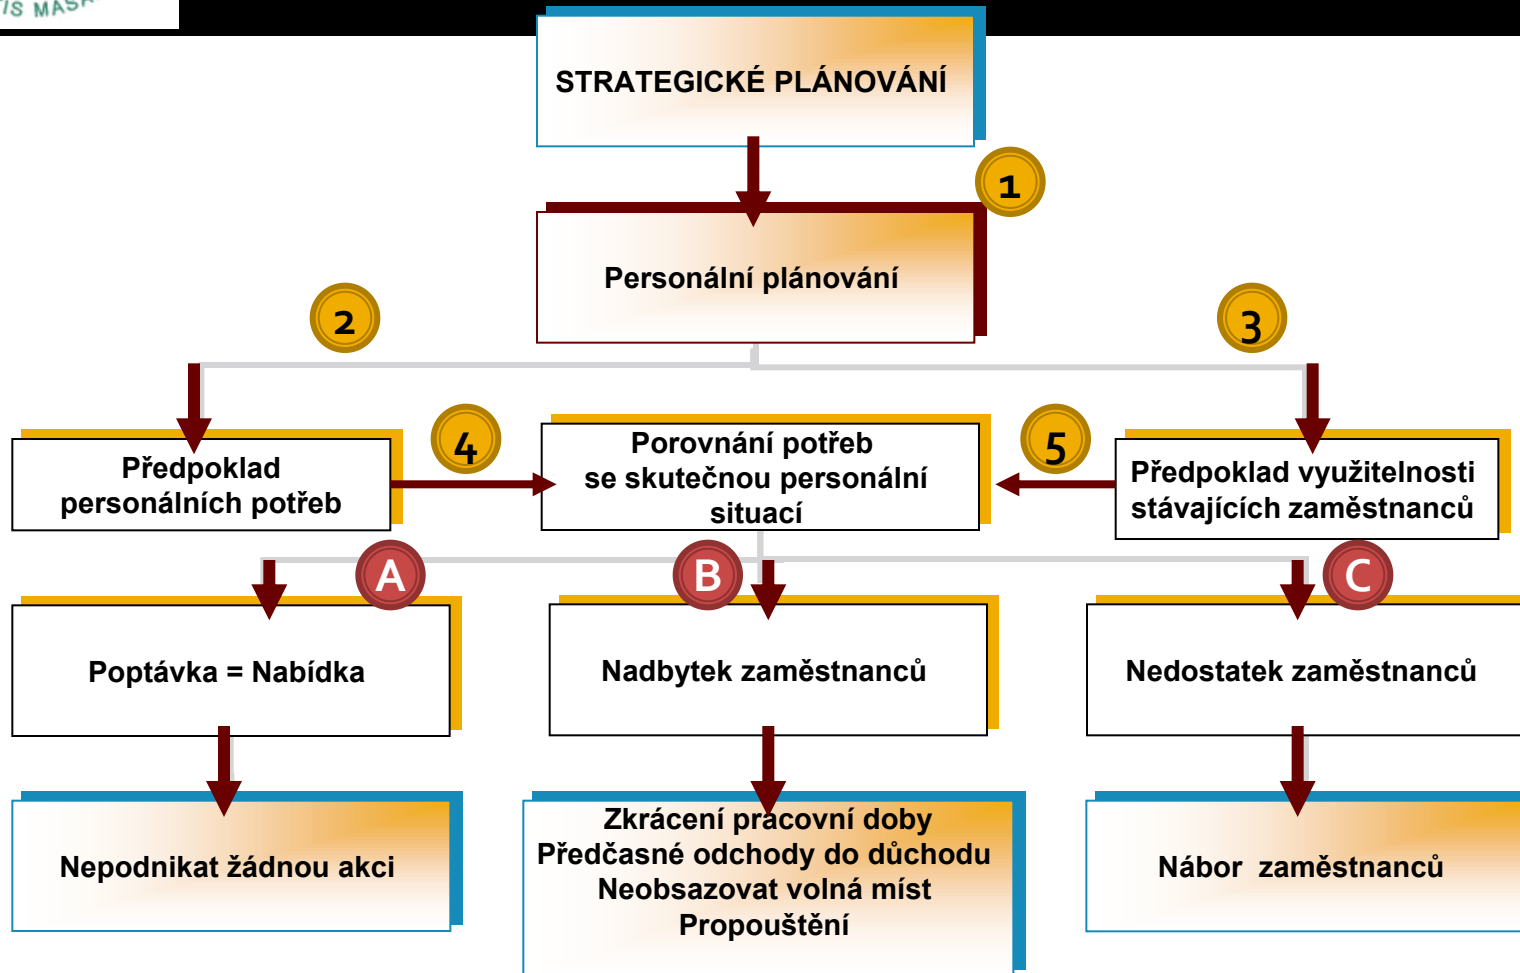 STRATEGICKÉ PLÁNOVÁNÍ
1
Personální plánování
2
3
Předpoklad
personálních potřeb
4
Porovnání potřeb
se skutečnou personální
situací
5
Předpoklad využitelnosti
stávajících zaměstnanců
A
B
C
Poptávka = Nabídka
Nadbytek zaměstnanců
Nedostatek zaměstnanců
Nepodnikat žádnou akci
Zkrácení pracovní doby
Předčasné odchody do důchodu
Neobsazovat volná míst
Propouštění
Nábor  zaměstnanců